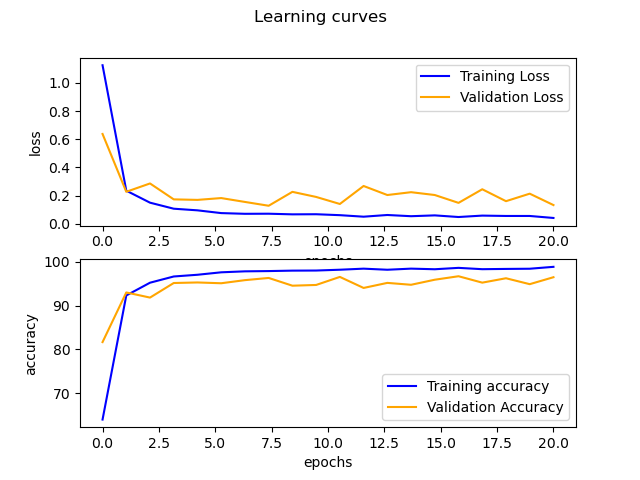 Learning curves
loss
1.0
0.8
0.6
0.4
0.2
0.0
Training Loss
Validation Loss
0.0 2.5 5.0 7.5 10.0 12.5 15.0 17.5 20.0
epochs
accuracy
100
90
80
70
Training accuracy
Validation Accuracy
0.0 2.5 5.0 7.5 10.0 12.5 15.0 17.5 20.0
epochs